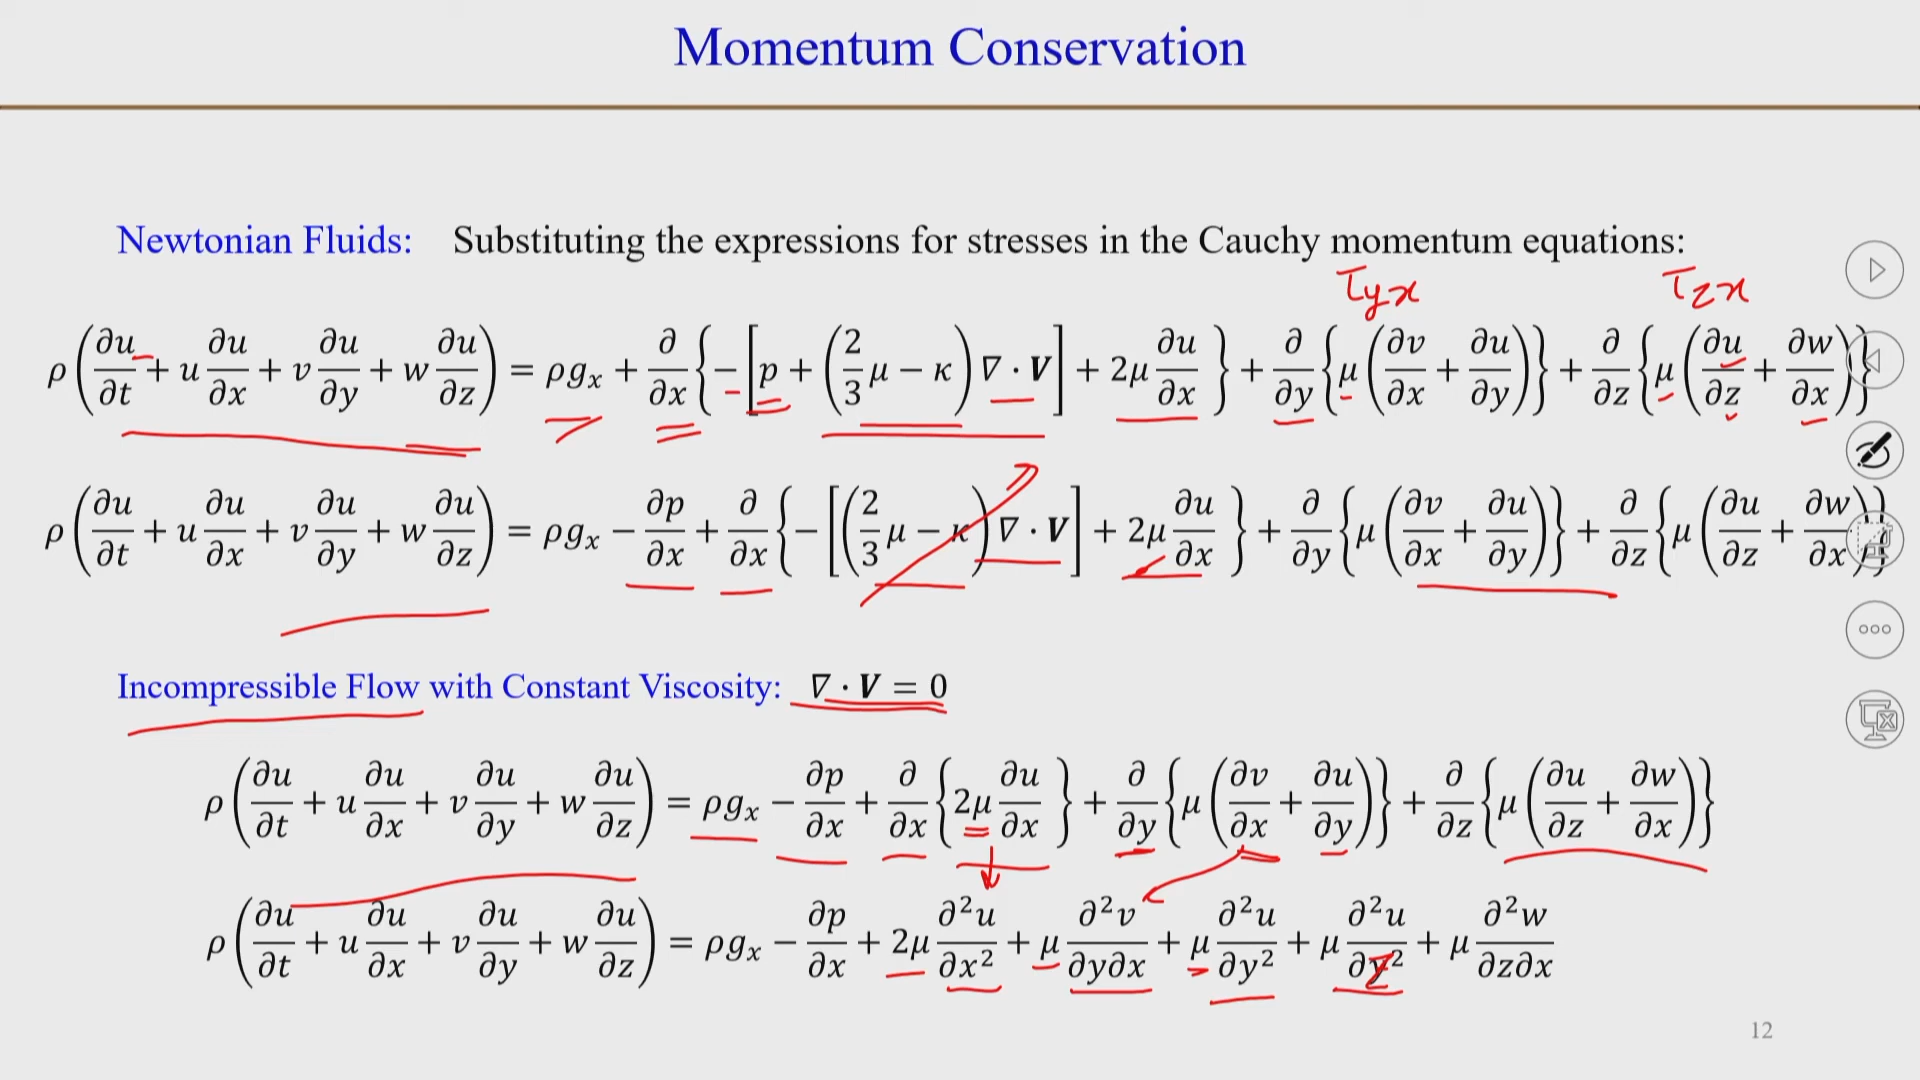 Momentum Conservation
Newtonian Fluids: Substituting the expressions for stresses in the Cauchy momentum equations:
τyx τzx
ρ(∂u/∂t + u ∂u/∂x + v ∂u/∂y + w ∂u/∂z) = ρgₓ + ∂/∂x {−[p + (2/3 μ − κ) ∇ · V] + 2μ ∂u/∂x} + ∂/∂y {μ (∂v/∂x + ∂u/∂y)} + ∂/∂z {μ (∂u/∂z + ∂w/∂x)}
ρ(∂u/∂t + u ∂u/∂x + v ∂u/∂y + w ∂u/∂z) = ρgₓ − ∂p/∂x + ∂/∂x {−[(2/3 μ − κ) ∇ · V] + 2μ ∂u/∂x} + ∂/∂y {μ (∂v/∂x + ∂u/∂y)} + ∂/∂z {μ (∂u/∂z + ∂w/∂x)}
Incompressible Flow with Constant Viscosity: ∇ · V = 0
ρ(∂u/∂t + u ∂u/∂x + v ∂u/∂y + w ∂u/∂z) = ρgₓ − ∂p/∂x + ∂/∂x {2μ ∂u/∂x} + ∂/∂y {μ (∂v/∂x + ∂u/∂y)} + ∂/∂z {μ (∂u/∂z + ∂w/∂x)}
ρ(∂u/∂t + u ∂u/∂x + v ∂u/∂y + w ∂u/∂z) = ρgₓ − ∂p/∂x + 2μ ∂²u/∂x² + μ ∂²v/∂y∂x + μ ∂²u/∂y² + μ ∂²u/∂z² + μ ∂²w/∂z∂x
12